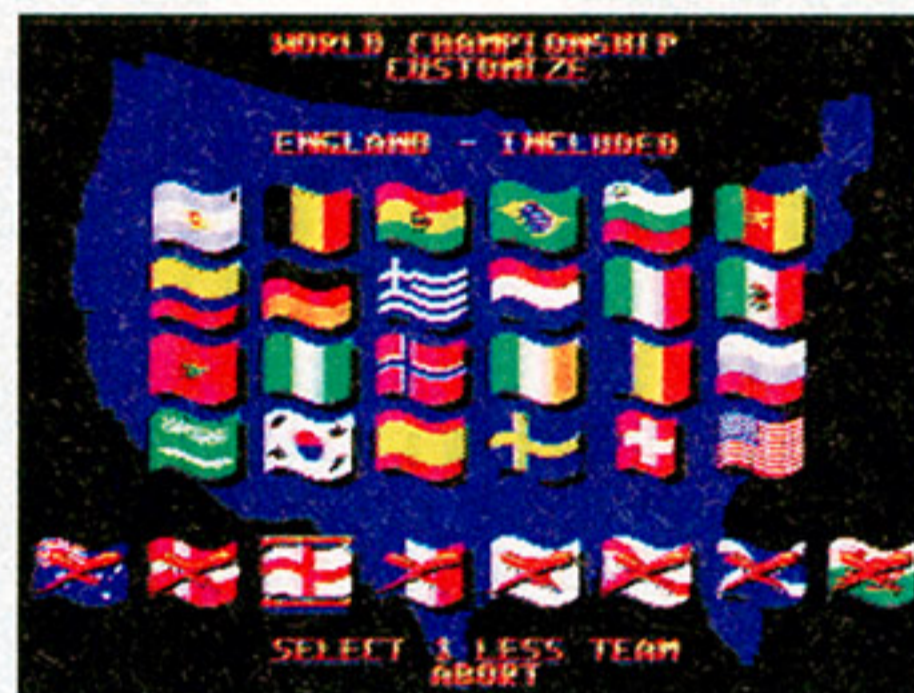 WORLD CHAMPIONSHIP
CUSTOMIZE
ENGLAND - INCLUDED
SELECT 1 LESS TEAM
ABORT